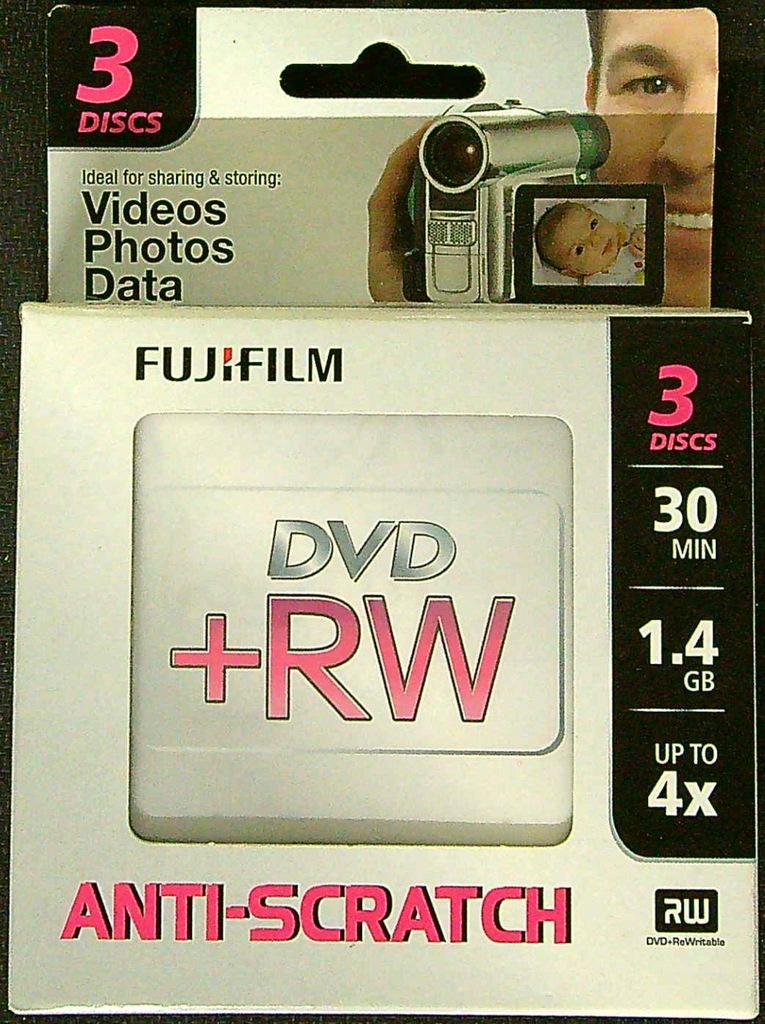 3
DISCS
Ideal for sharing & storing:
Videos
Photos
Data
FUJIFILM
3
DISCS
30
MIN
1.4
GB
UP TO
4x
DVD
+RW
ANTI-SCRATCH
RW
DVD+ReWritable